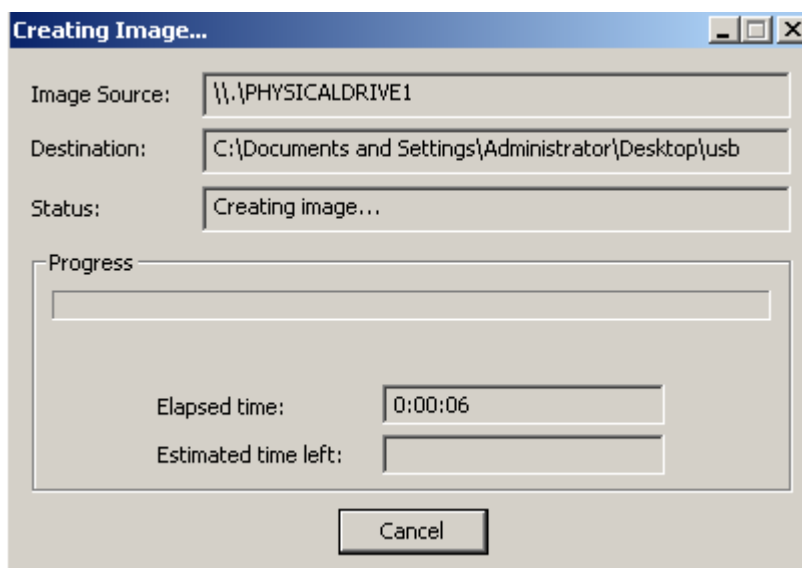 Creating Image...
Image Source: \\.\PHYSICALDRIVE1
Destination: C:\Documents and Settings\Administrator\Desktop\usb
Status: Creating image...
Progress
Elapsed time: 0:00:06
Estimated time left:
Cancel